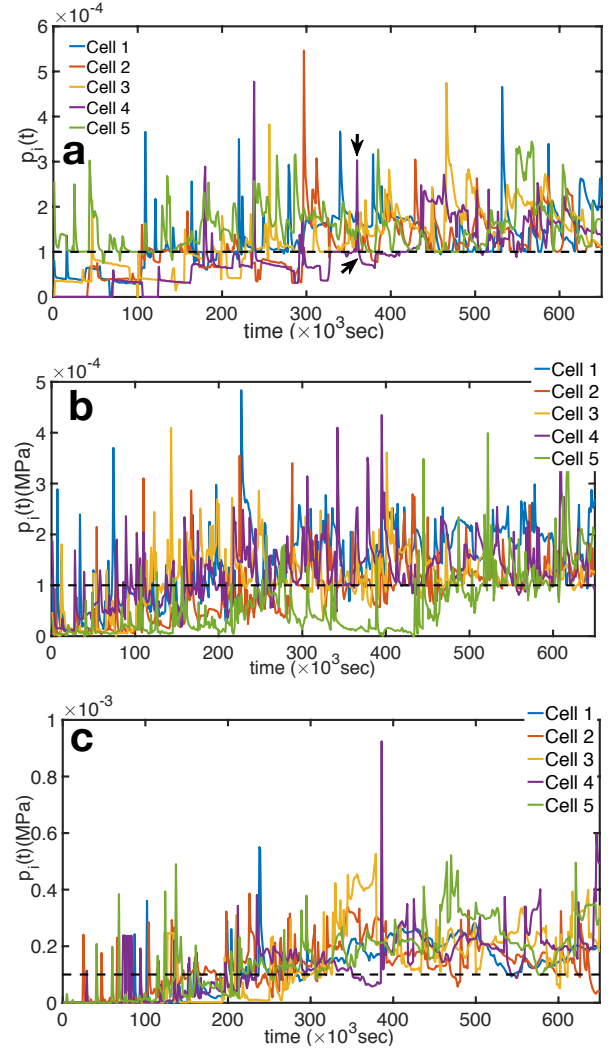 ×10⁻⁴
6
5
4
3
2
1
0
pᵢ(t)
a
Cell 1
Cell 2
Cell 3
Cell 4
Cell 5
0 100 200 300 400 500 600
time (×10³sec)
×10⁻⁴
5
4
3
2
1
0
pᵢ(t)(MPa)
b
Cell 1
Cell 2
Cell 3
Cell 4
Cell 5
0 100 200 300 400 500 600
time (×10³sec)
×10⁻³
1
0.8
0.6
0.4
0.2
0
pᵢ(t)(MPa)
c
Cell 1
Cell 2
Cell 3
Cell 4
Cell 5
0 100 200 300 400 500 600
time (×10³sec)